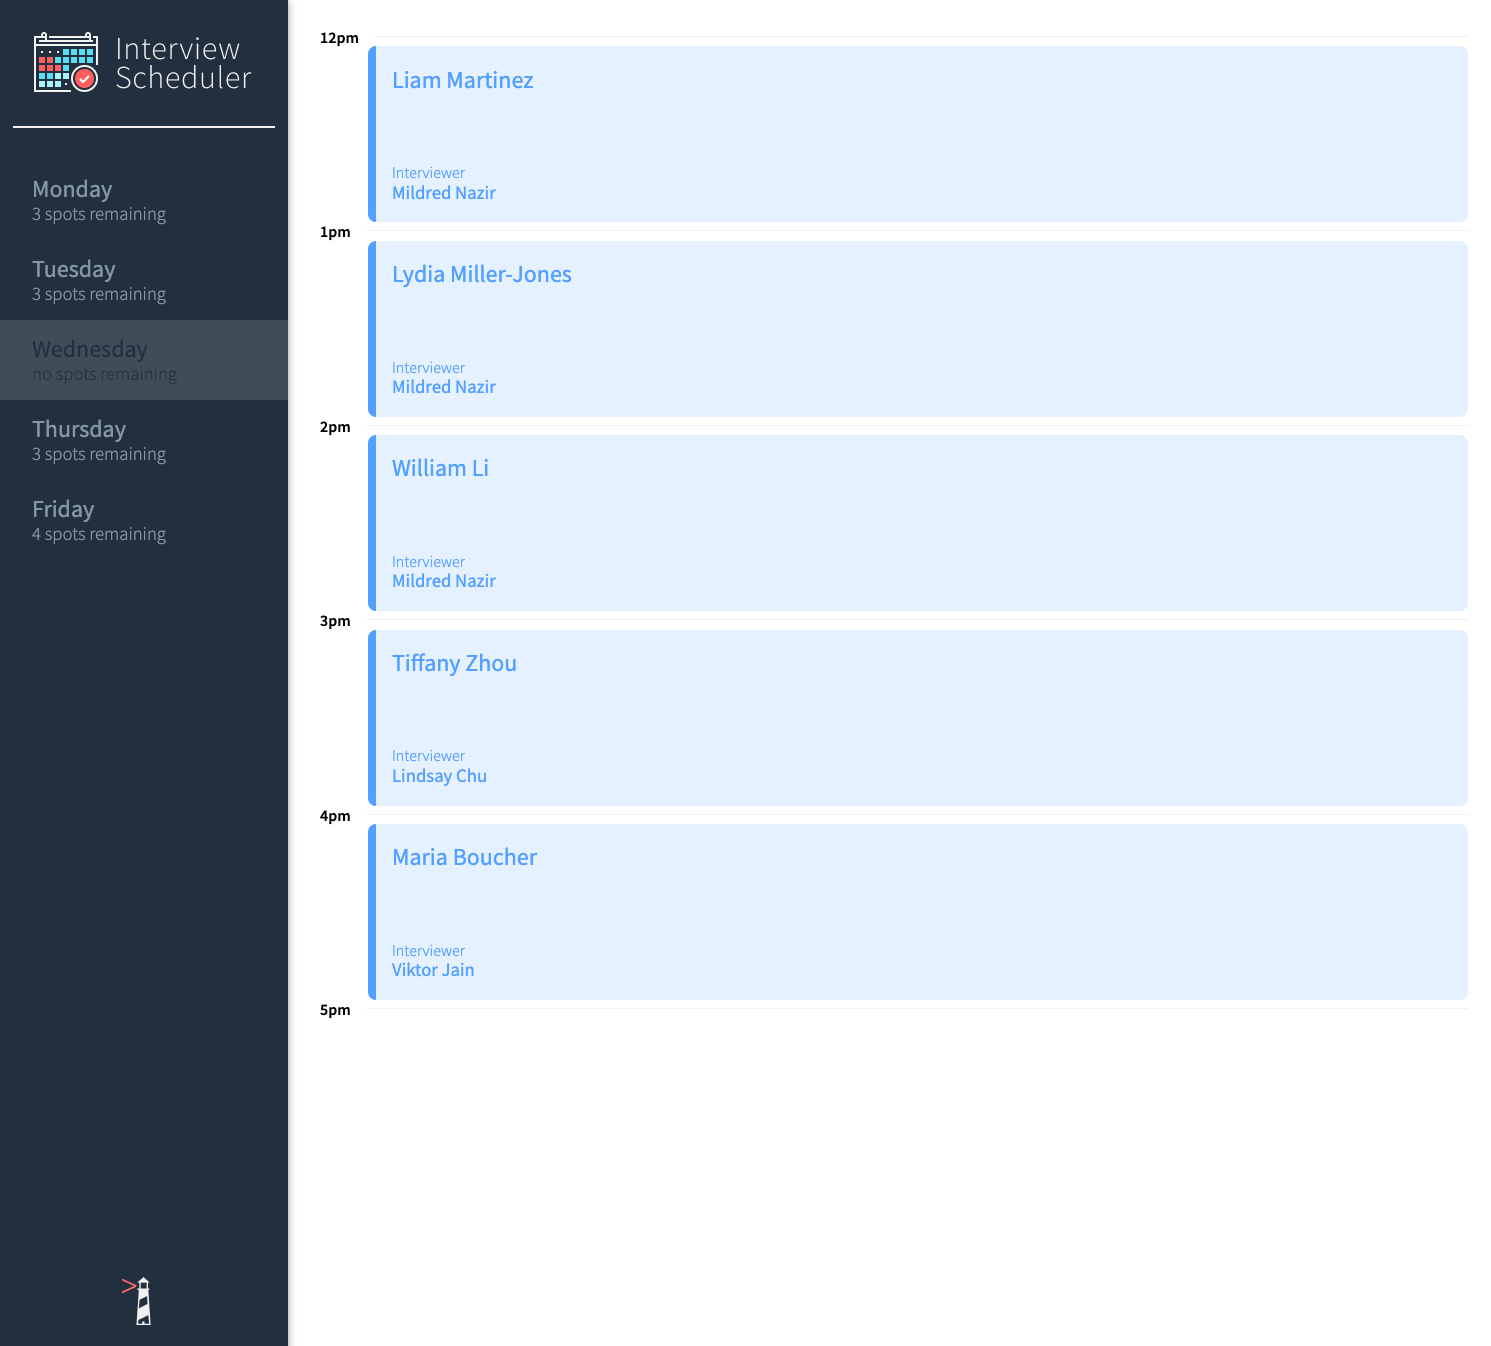 Interview
Scheduler
Monday
3 spots remaining
Tuesday
3 spots remaining
Wednesday
no spots remaining
Thursday
3 spots remaining
Friday
4 spots remaining
12pm
Liam Martinez
Interviewer
Mildred Nazir
1pm
Lydia Miller-Jones
Interviewer
Mildred Nazir
2pm
William Li
Interviewer
Mildred Nazir
3pm
Tiffany Zhou
Interviewer
Lindsay Chu
4pm
Maria Boucher
Interviewer
Viktor Jain
5pm